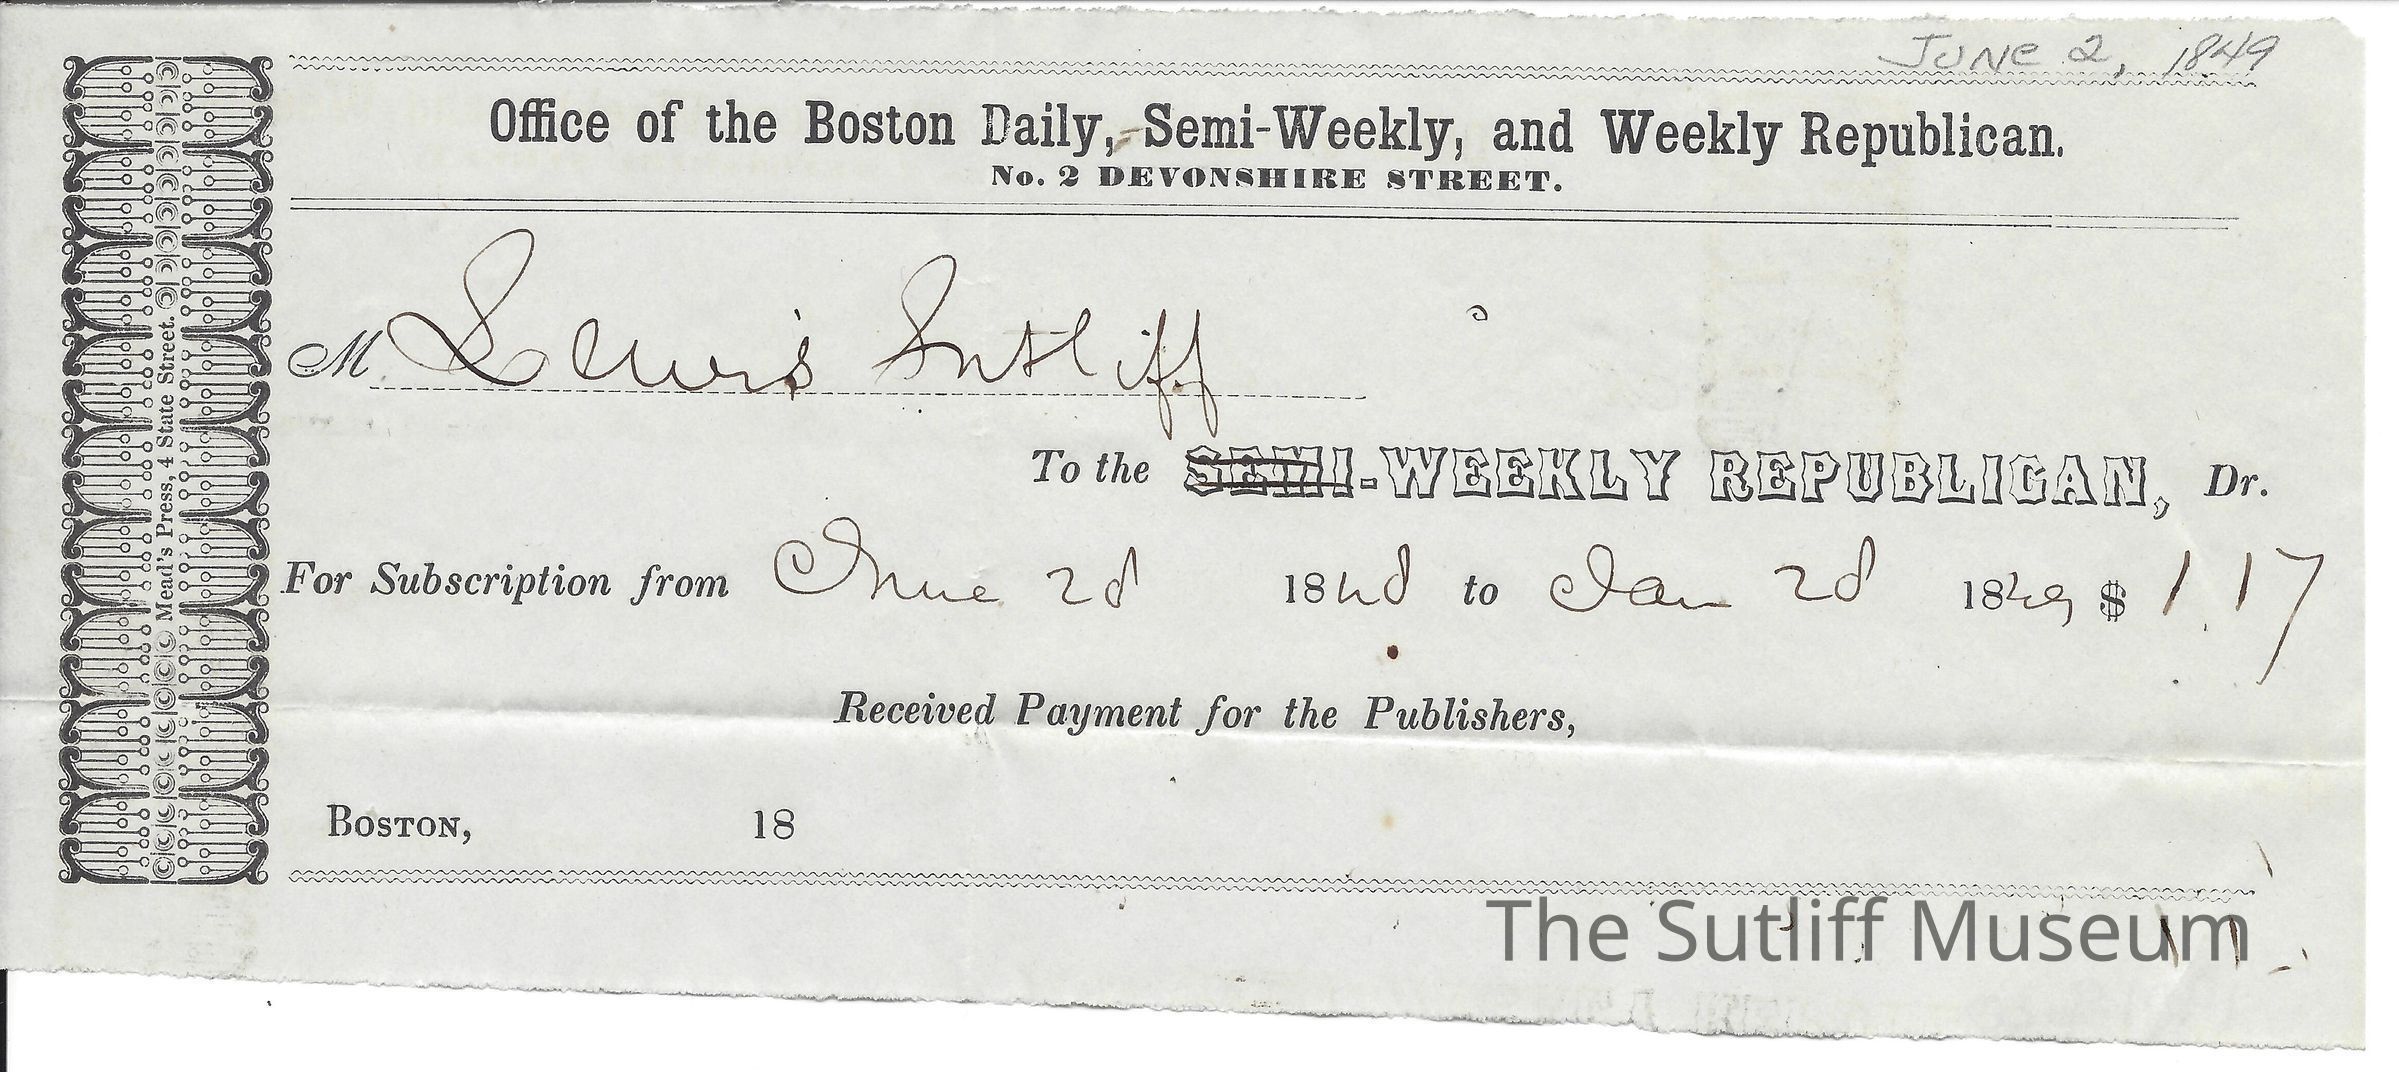 JUNE 2, 1849
Office of the Boston Daily, Semi-Weekly, and Weekly Republican.
No. 2 DEVONSHIRE STREET.
M Lewis Sutliff
To the SEMI-WEEKLY REPUBLICAN, Dr.
For Subscription from June 2d 1848 to Jan 2d 1849 $ 1.17
Received Payment for the Publishers,
BOSTON, 18
Mead's Press, 4 State Street.
The Sutliff Museum